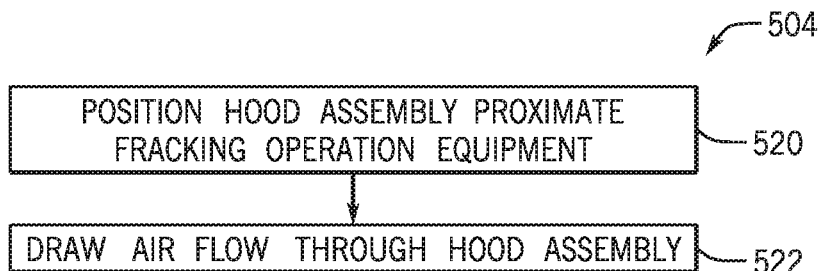 504
POSITION HOOD ASSEMBLY PROXIMATE
FRACKING OPERATION EQUIPMENT
520
DRAW AIR FLOW THROUGH HOOD ASSEMBLY
522